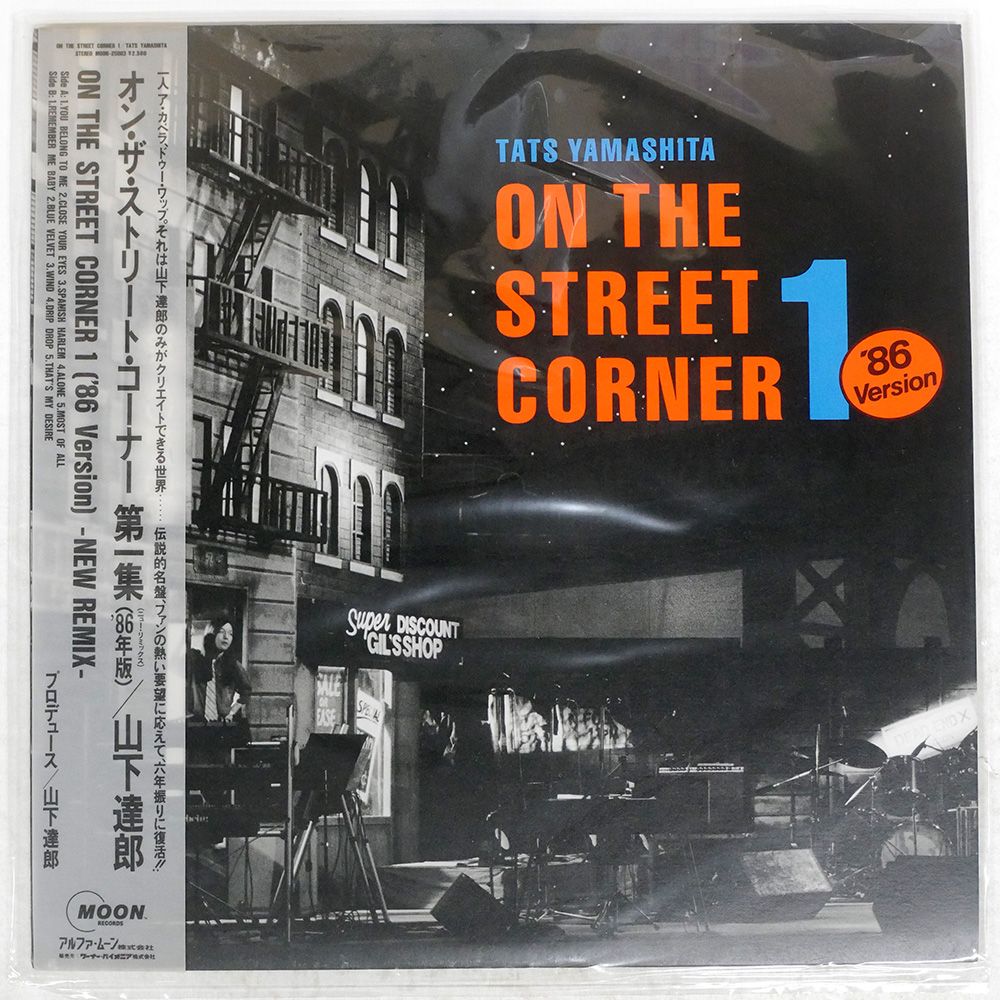 ON THE STREET CORNER 1 / TATS YAMASHITA
STEREO MOON-25003 ¥2,300
一人ア・カペラ、ドゥー・ワップ。それは山下達郎のみがクリエイトできる世界……伝説的名盤、ファンの熱い要望に応えて、六年振りに復活!!
オン・ザ・ストリート・コーナー 第一集('86年版)/山下達郎
(ニュー・リミックス)
ON THE STREET CORNER 1 ('86 Version) -NEW REMIX-
Side A: 1.YOU BELONG TO ME 2.CLOSE YOUR EYES 3.SPANISH HARLEM 4.ALONE 5.MOST OF ALL
Side B: 1.REMEMBER ME BABY 2.BLUE VELVET 3.WIND 4.DRIP DROP 5.THAT'S MY DESIRE
プロデュース/山下達郎
MOON
RECORDS
アルファ・ムーン株式会社
販売元 ワーナー・パイオニア株式会社
TATS YAMASHITA
ON THE
STREET
CORNER
1
'86
Version
Super DISCOUNT
GIL'S SHOP
SALE
SPECIAL